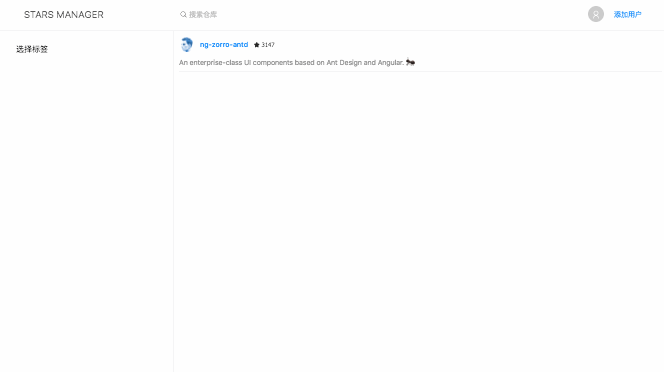 STARS MANAGER
搜索仓库
添加用户
选择标签
ng-zorro-antd 3147
An enterprise-class UI components based on Ant Design and Angular. 🐜